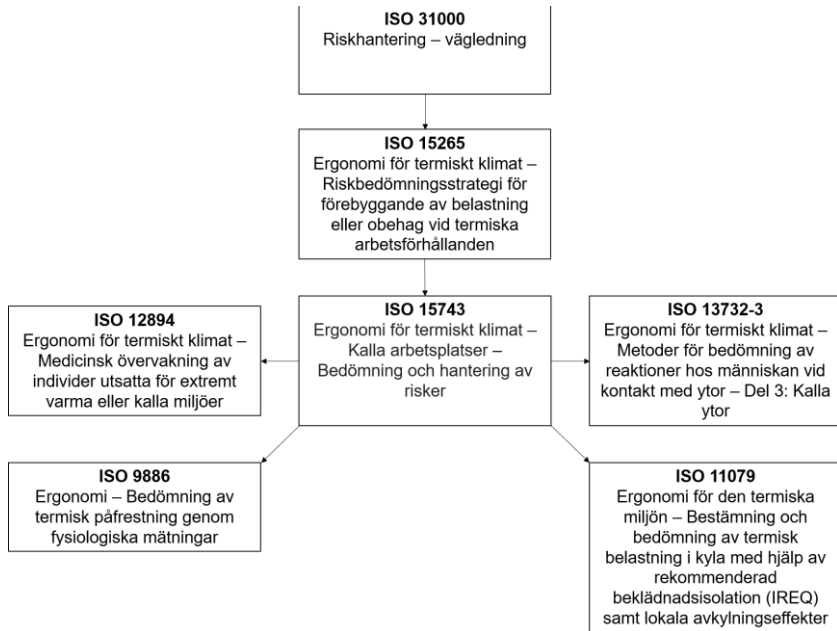 ISO 31000
Riskhantering – vägledning
ISO 15265
Ergonomi för termiskt klimat –
Riskbedömningsstrategi för
förebyggande av belastning
eller obehag vid termiska
arbetsförhållanden
ISO 12894
Ergonomi för termiskt klimat –
Medicinsk övervakning av
individer utsatta för extremt
varma eller kalla miljöer
ISO 15743
Ergonomi för termiskt klimat –
Kalla arbetsplatser –
Bedömning och hantering av
risker
ISO 13732-3
Ergonomi för termiskt klimat –
Metoder för bedömning av
reaktioner hos människan vid
kontakt med ytor – Del 3: Kalla
ytor
ISO 9886
Ergonomi – Bedömning av
termisk påfrestning genom
fysiologiska mätningar
ISO 11079
Ergonomi för den termiska
miljön – Bestämning och
bedömning av termisk
belastning i kyla med hjälp av
rekommenderad
beklädnadsisolation (IREQ)
samt lokala avkylningseffekter